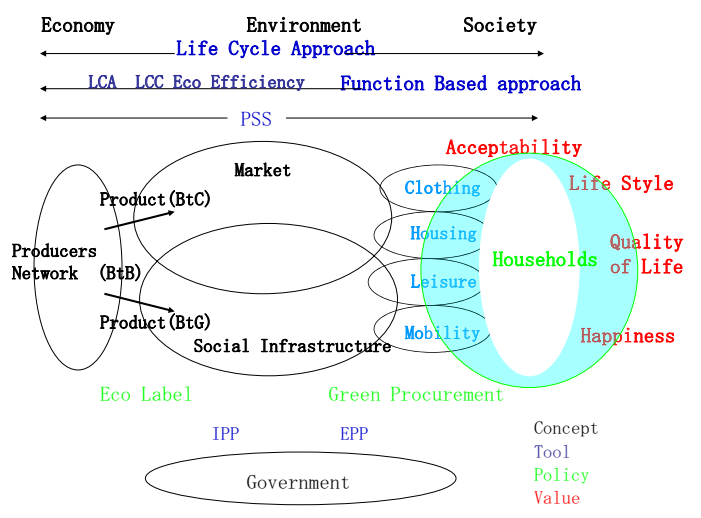 Economy Environment Society
Life Cycle Approach
LCA LCC Eco Efficiency Function Based approach
PSS
Acceptability
Market
Clothing
Life Style
Product(BtC)
Housing
Quality
of Life
Producers
Network (BtB)
Households
Leisure
Product(BtG)
Mobility
Happiness
Social Infrastructure
Eco Label Green Procurement
IPP EPP
Concept
Tool
Government
Policy
Value